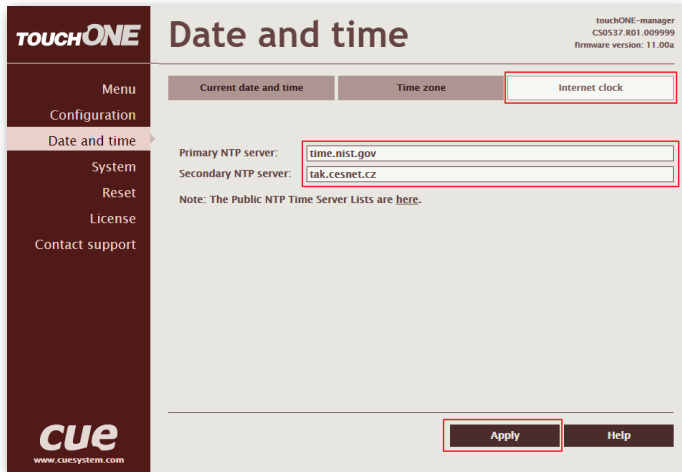 TOUCHONE
Date and time
touchONE-manager
CS0537.R01.009999
firmware version: 11.00a
Menu
Configuration
Date and time
System
Reset
License
Contact support
Current date and time
Time zone
Internet clock
Primary NTP server: time.nist.gov
Secondary NTP server: tak.cesnet.cz
Note: The Public NTP Time Server Lists are here.
Apply
Help
cue
www.cuesystem.com